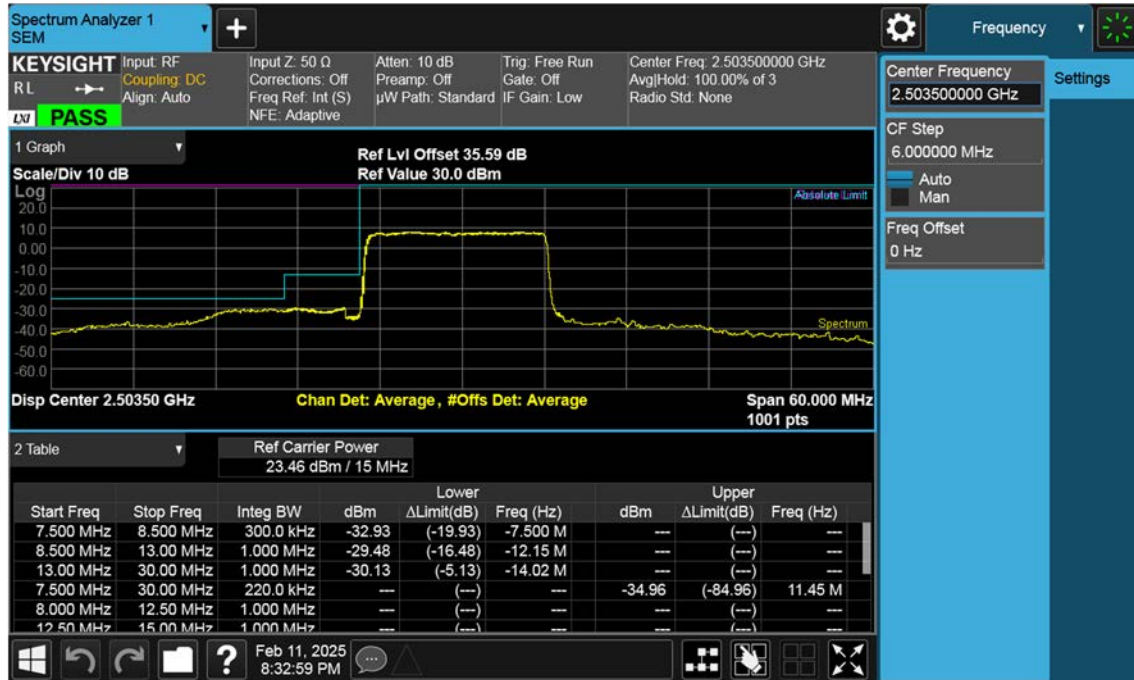 Spectrum Analyzer 1
SEM
+
Frequency
KEYSIGHT
RL
LXI PASS
Input: RF
Coupling: DC
Align: Auto
Input Z: 50 Ω
Corrections: Off
Freq Ref: Int (S)
NFE: Adaptive
Atten: 10 dB
Preamp: Off
µW Path: Standard
Trig: Free Run
Gate: Off
IF Gain: Low
Center Freq: 2.503500000 GHz
Avg|Hold: 100.00% of 3
Radio Std: None
Center Frequency
2.503500000 GHz
Settings
CF Step
6.000000 MHz
Auto
Man
Freq Offset
0 Hz
1 Graph
Scale/Div 10 dB
Ref Lvl Offset 35.59 dB
Ref Value 30.0 dBm
Log
20.0
10.0
0.00
-10.0
-20.0
-30.0
-40.0
-50.0
-60.0
Spectrum
Disp Center 2.50350 GHz
Chan Det: Average, #Offs Det: Average
Span 60.000 MHz
1001 pts
2 Table
Ref Carrier Power
23.46 dBm / 15 MHz
Lower Upper
Start Freq Stop Freq Integ BW dBm ΔLimit(dB) Freq (Hz) dBm ΔLimit(dB) Freq (Hz)
7.500 MHz 8.500 MHz 300.0 kHz -32.93 (-19.93) -7.500 M --- (---) ---
8.500 MHz 13.00 MHz 1.000 MHz -29.48 (-16.48) -12.15 M --- (---) ---
13.00 MHz 30.00 MHz 1.000 MHz -30.13 (-5.13) -14.02 M --- (---) ---
7.500 MHz 30.00 MHz 220.0 kHz --- (---) --- -34.96 (-84.96) 11.45 M
8.000 MHz 12.50 MHz 1.000 MHz --- (---) --- --- (---) ---
12.50 MHz 15.00 MHz 1.000 MHz --- (---) --- --- (---) ---
?
Feb 11, 2025
8:32:59 PM